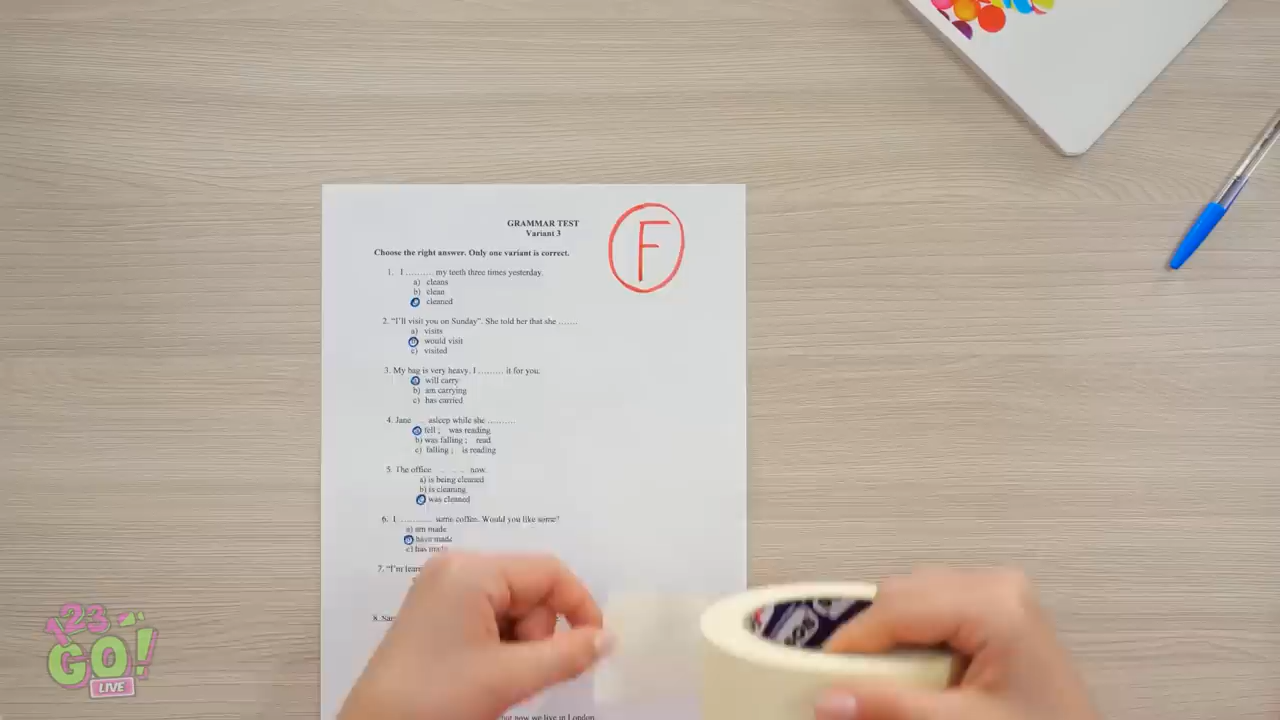 GRAMMAR TEST
Variant 3
F
Choose the right answer. Only one variant is correct.
1. I ......... my teeth three times yesterday.
a) cleans
b) clean
cleaned
2. "I'll visit you on Sunday". She told her that she .......
a) visits
would visit
c) visited
3. My bag is very heavy. I ......... it for you.
will carry
b) am carrying
c) has carried
4. Jane ... asleep while she ..........
fell ; was reading
b) was falling ; read
c) falling ; is reading
5. The office ......... now.
a) is being cleaned
b) is cleaning
was cleaned
6. I .......... some coffee. Would you like some?
a) am made
have made
c) has made
7. "I'm
8.
now we live in London
123
GO!
LIVE